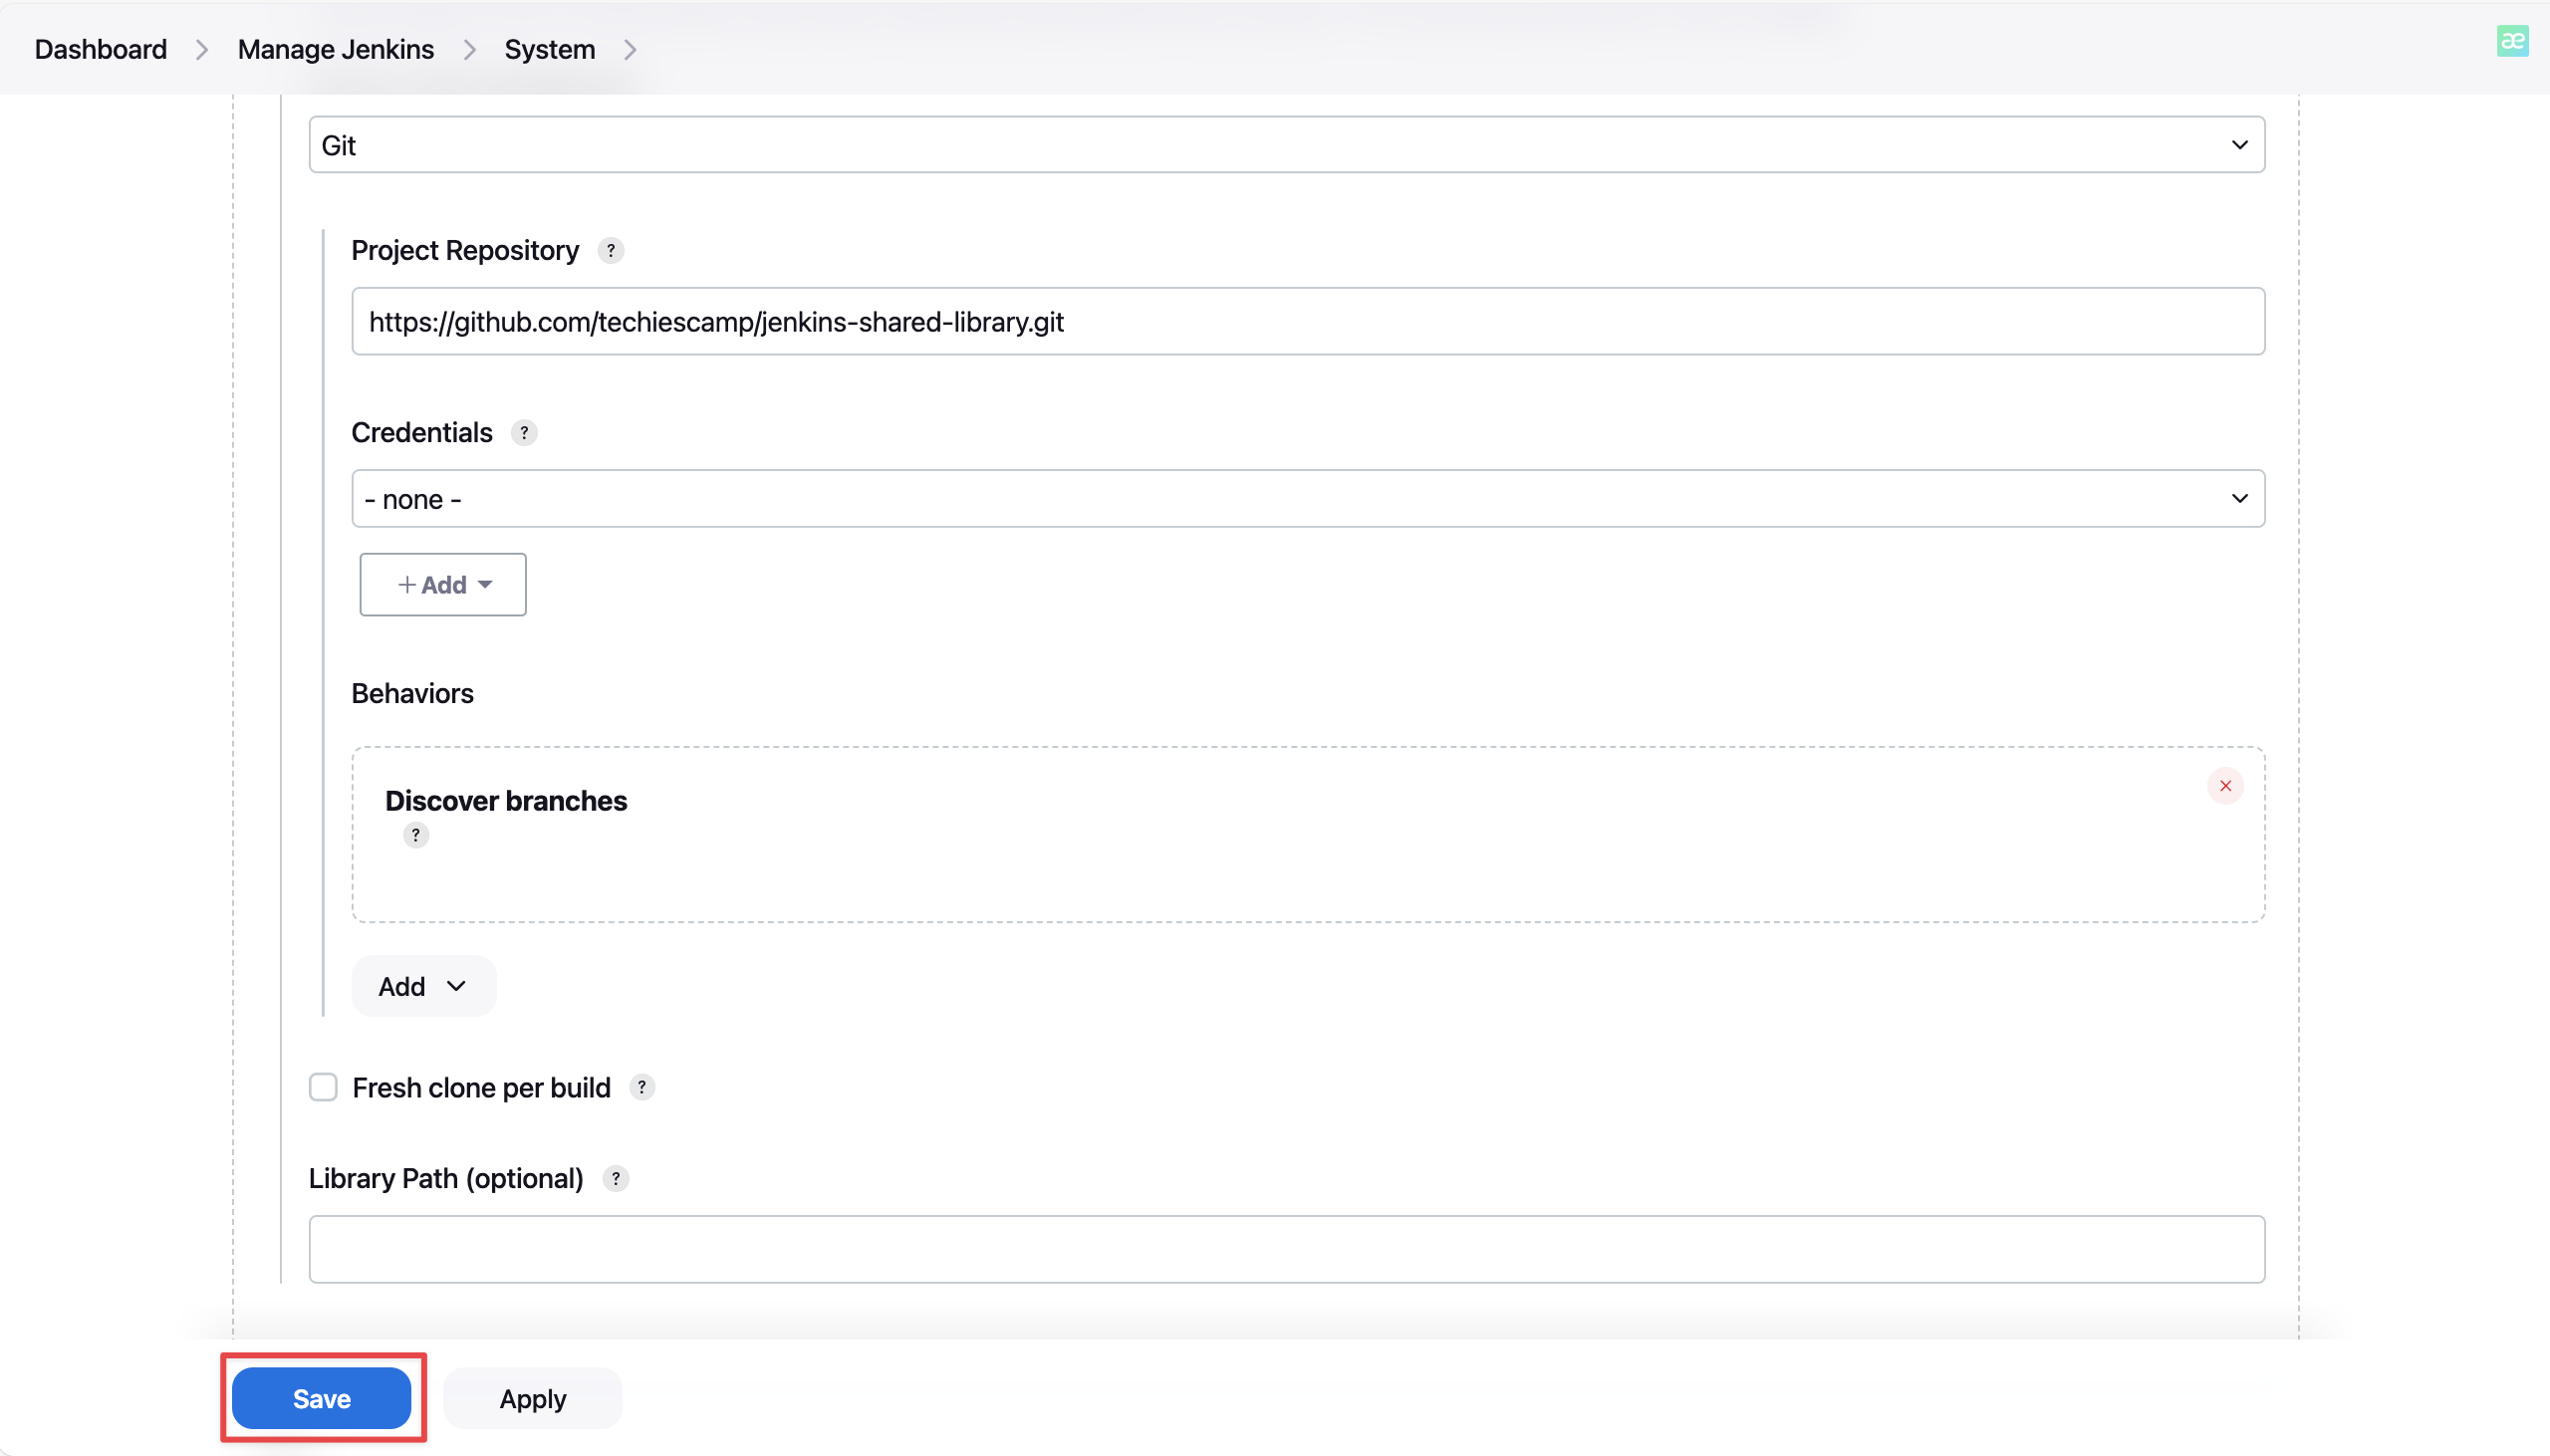 Dashboard > Manage Jenkins > System >
æ
Git
Project Repository ?
https://github.com/techiescamp/jenkins-shared-library.git
Credentials ?
- none -
+ Add
Behaviors
Discover branches
?
Add
Fresh clone per build ?
Library Path (optional) ?
Save Apply